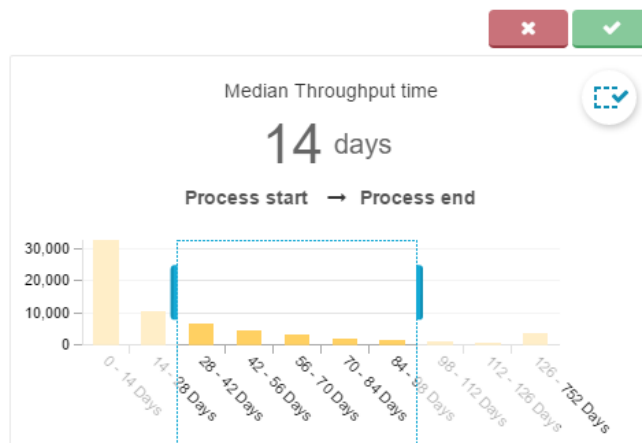 Median Throughput time
14 days
Process start → Process end
30,000
20,000
10,000
0
0 - 14 Days
14 - 28 Days
28 - 42 Days
42 - 56 Days
56 - 70 Days
70 - 84 Days
84 - 98 Days
98 - 112 Days
112 - 126 Days
126 - 752 Days